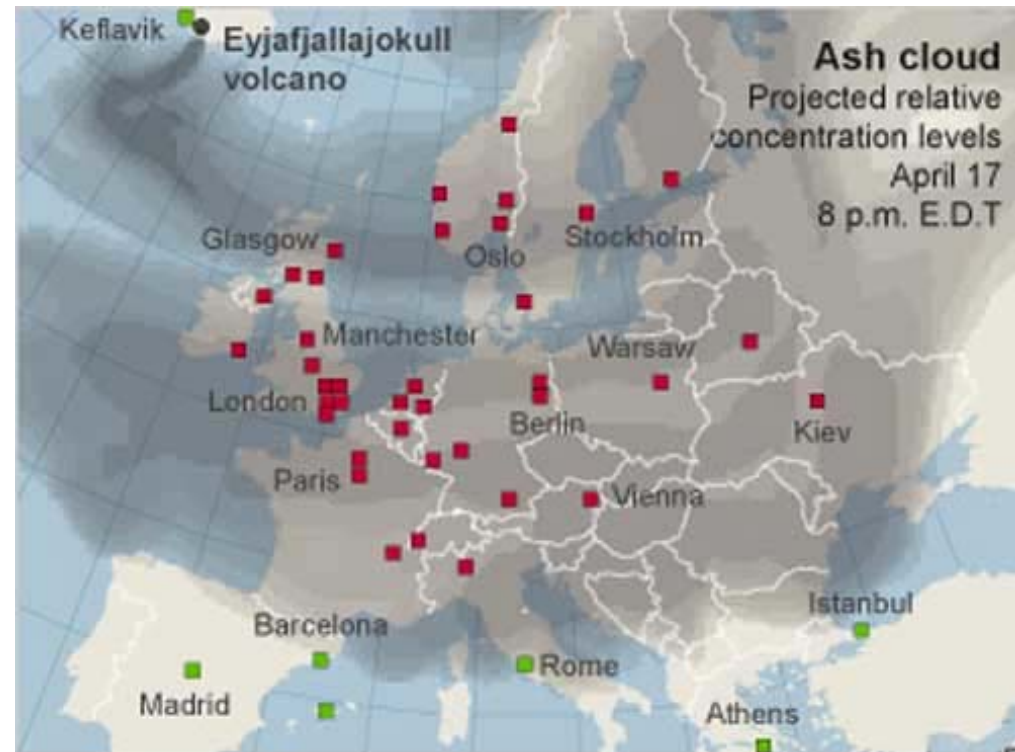 Keflavik
Eyjafjallajokull
volcano
Ash cloud
Projected relative
concentration levels
April 17
8 p.m. E.D.T
Glasgow
Oslo
Stockholm
Manchester
Warsaw
London
Berlin
Kiev
Paris
Vienna
Barcelona
Istanbul
Rome
Madrid
Athens